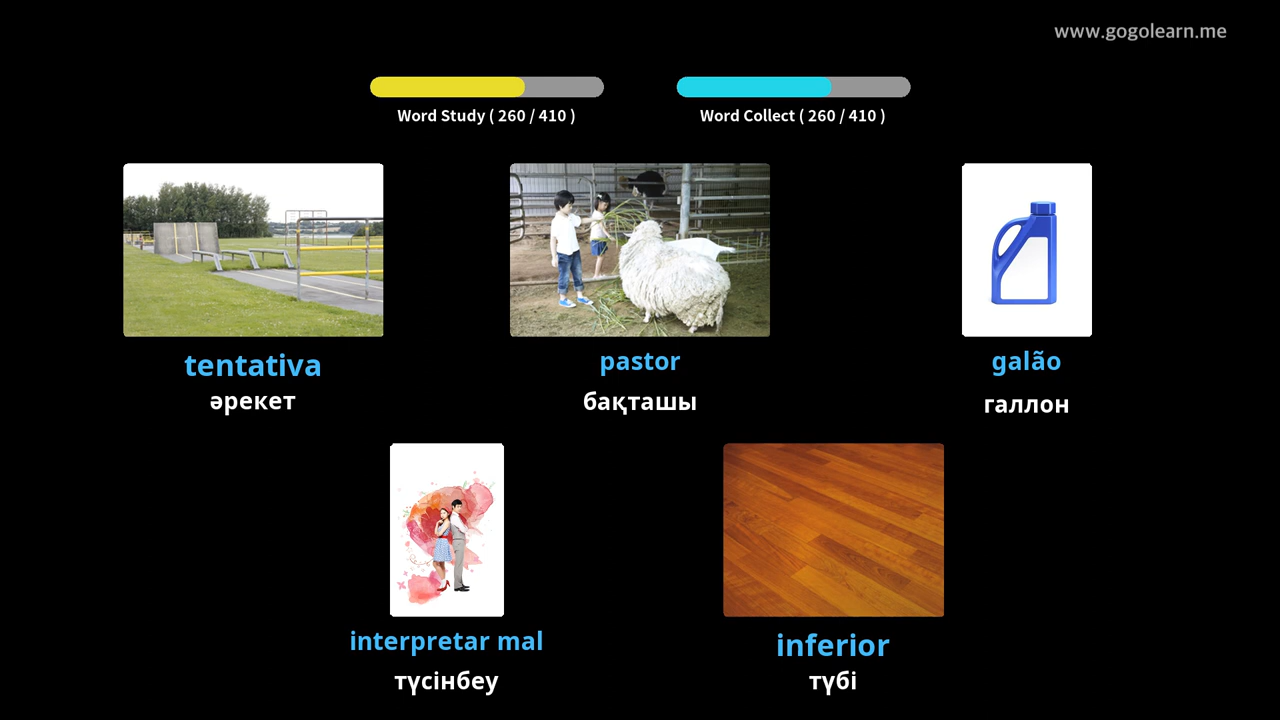 www.gogolearn.me
Word Study ( 260 / 410 )
Word Collect ( 260 / 410 )
tentativa
әрекет
pastor
бақташы
galão
галлон
interpretar mal
түсінбеу
inferior
түбі